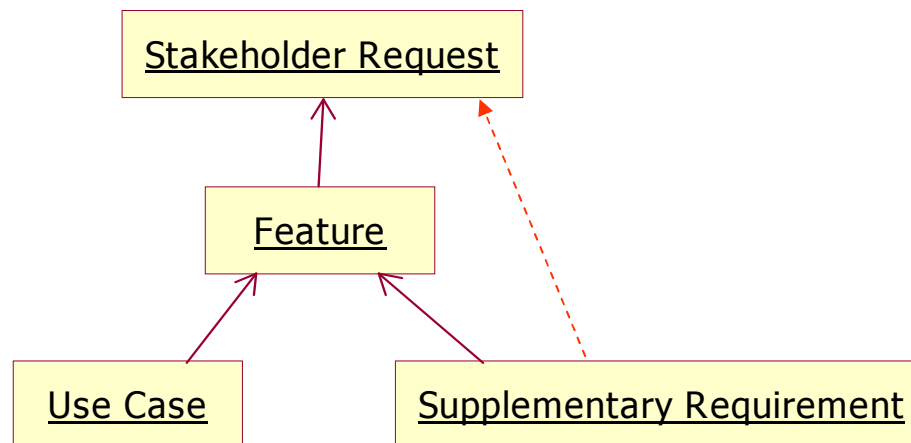 Stakeholder Request
Feature
Use Case
Supplementary Requirement